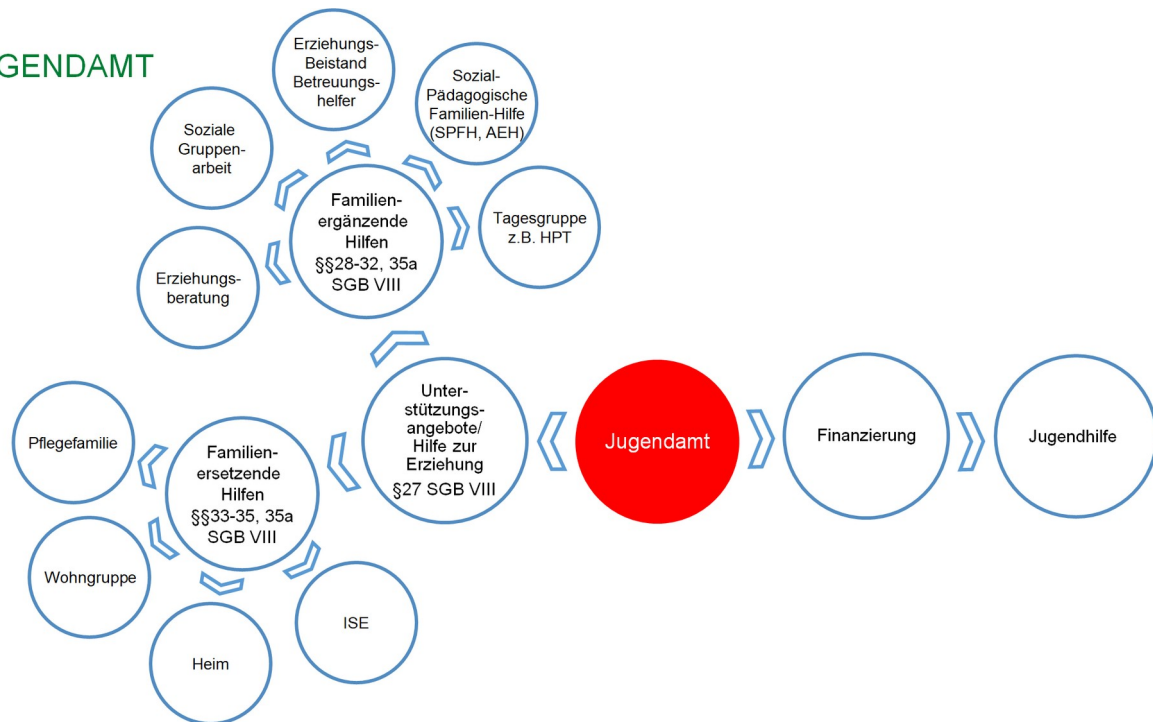 GENDAMT
Erziehungs-
Beistand
Betreuungs-
helfer
Sozial-
Pädagogische
Familien-Hilfe
(SPFH, AEH)
Soziale
Gruppen-
arbeit
Familien-
ergänzende
Hilfen
§§28-32, 35a
SGB VIII
Tagesgruppe
z.B. HPT
Erziehungs-
beratung
Unter-
stützungs-
angebote/
Hilfe zur
Erziehung
§27 SGB VIII
Jugendamt
Finanzierung
Jugendhilfe
Pflegefamilie
Familien-
ersetzende
Hilfen
§§33-35, 35a
SGB VIII
Wohngruppe
Heim
ISE